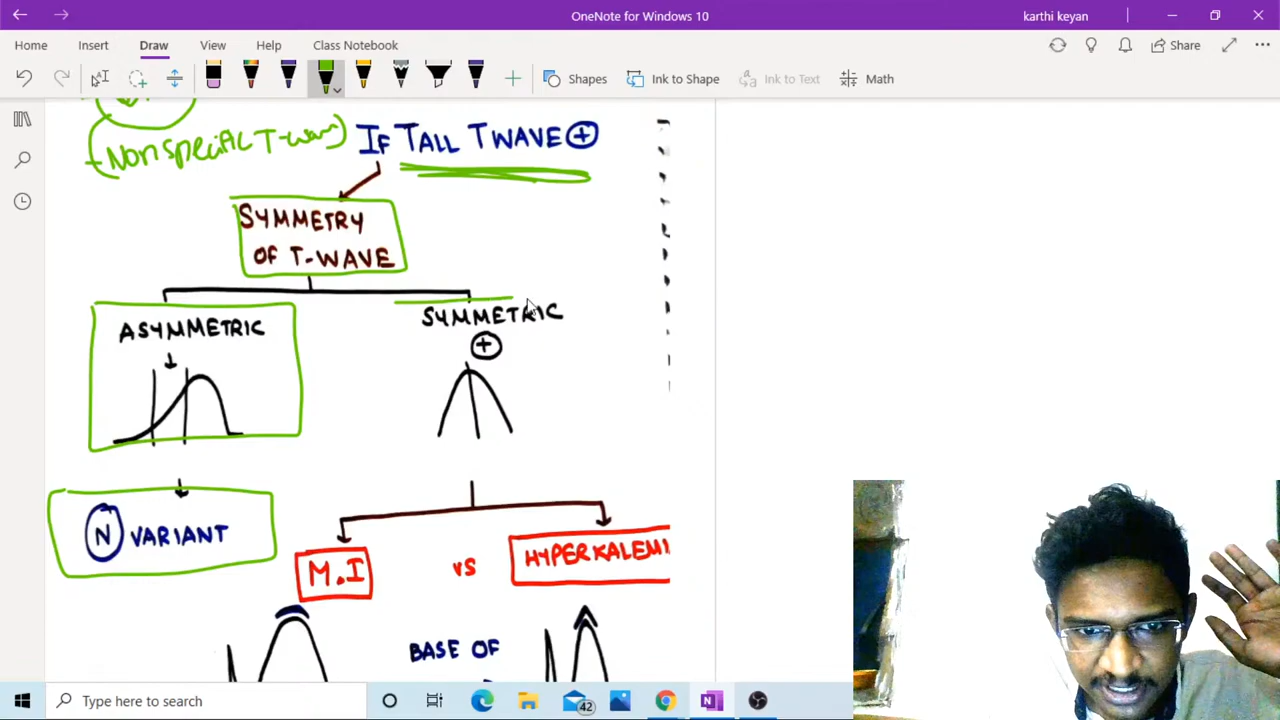 OneNote for Windows 10
karthi keyan
Home Insert Draw View Help Class Notebook
Share
Shapes Ink to Shape Ink to Text Math
(Nonspecific T-wave)
IF TALL T WAVE +
SYMMETRY
OF T-WAVE
ASYMMETRIC
SYMMETRIC
+
N VARIANT
M.I vs HYPERKALEMI
BASE OF
Type here to search
42